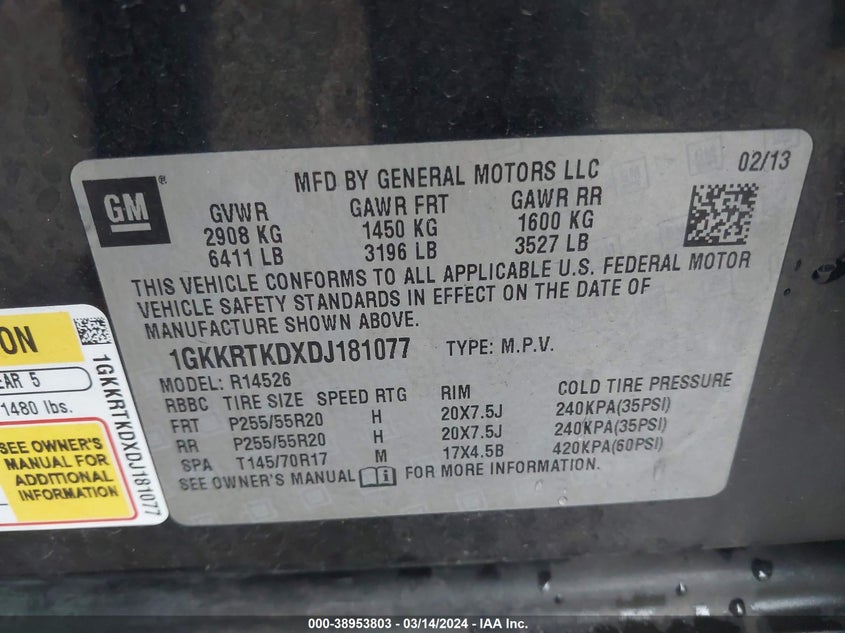 MFD BY GENERAL MOTORS LLC
02/13
GM ®
GVWR GAWR FRT GAWR RR
2908 KG 1450 KG 1600 KG
6411 LB 3196 LB 3527 LB
THIS VEHICLE CONFORMS TO ALL APPLICABLE U.S. FEDERAL MOTOR
VEHICLE SAFETY STANDARDS IN EFFECT ON THE DATE OF
MANUFACTURE SHOWN ABOVE.
1GKKRTKDXDJ181077 TYPE: M.P.V.
MODEL: R14526
RBBC TIRE SIZE SPEED RTG RIM COLD TIRE PRESSURE
FRT P255/55R20 H 20X7.5J 240KPA(35PSI)
RR P255/55R20 H 20X7.5J 240KPA(35PSI)
SPA T145/70R17 M 17X4.5B 420KPA(60PSI)
SEE OWNER'S MANUAL FOR MORE INFORMATION.
ON
EAR 5
1480 lbs.
SEE OWNER'S
MANUAL FOR
ADDITIONAL
INFORMATION
1GKKRTKDXDJ181077
000-38953803 - 03/14/2024 - IAA Inc.